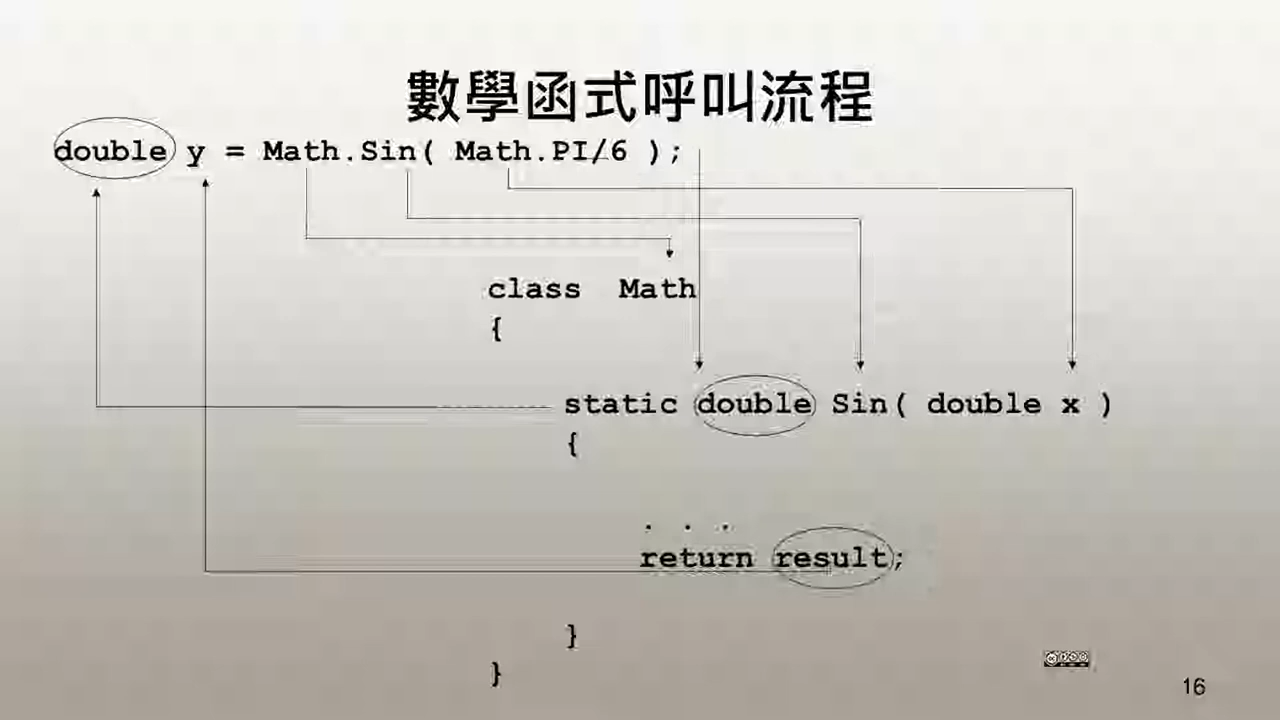 數學函式呼叫流程
double y = Math.Sin( Math.PI/6 );
class Math
{
static double Sin( double x )
{
. . .
return result;
}
}
16